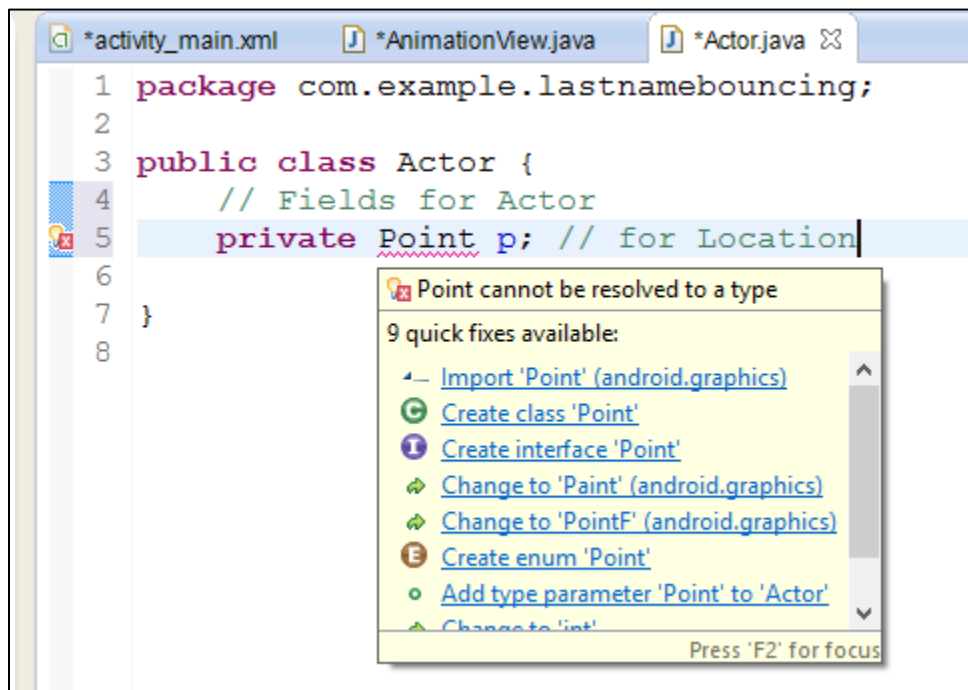 *activity_main.xml *AnimationView.java *Actor.java
1 package com.example.lastnamebouncing;
2
3 public class Actor {
4 // Fields for Actor
5 private Point p; // for Location
6
7 }
8
Point cannot be resolved to a type
9 quick fixes available:
Import 'Point' (android.graphics)
Create class 'Point'
Create interface 'Point'
Change to 'Paint' (android.graphics)
Change to 'PointF' (android.graphics)
Create enum 'Point'
Add type parameter 'Point' to 'Actor'
Change to 'int'
Press 'F2' for focus